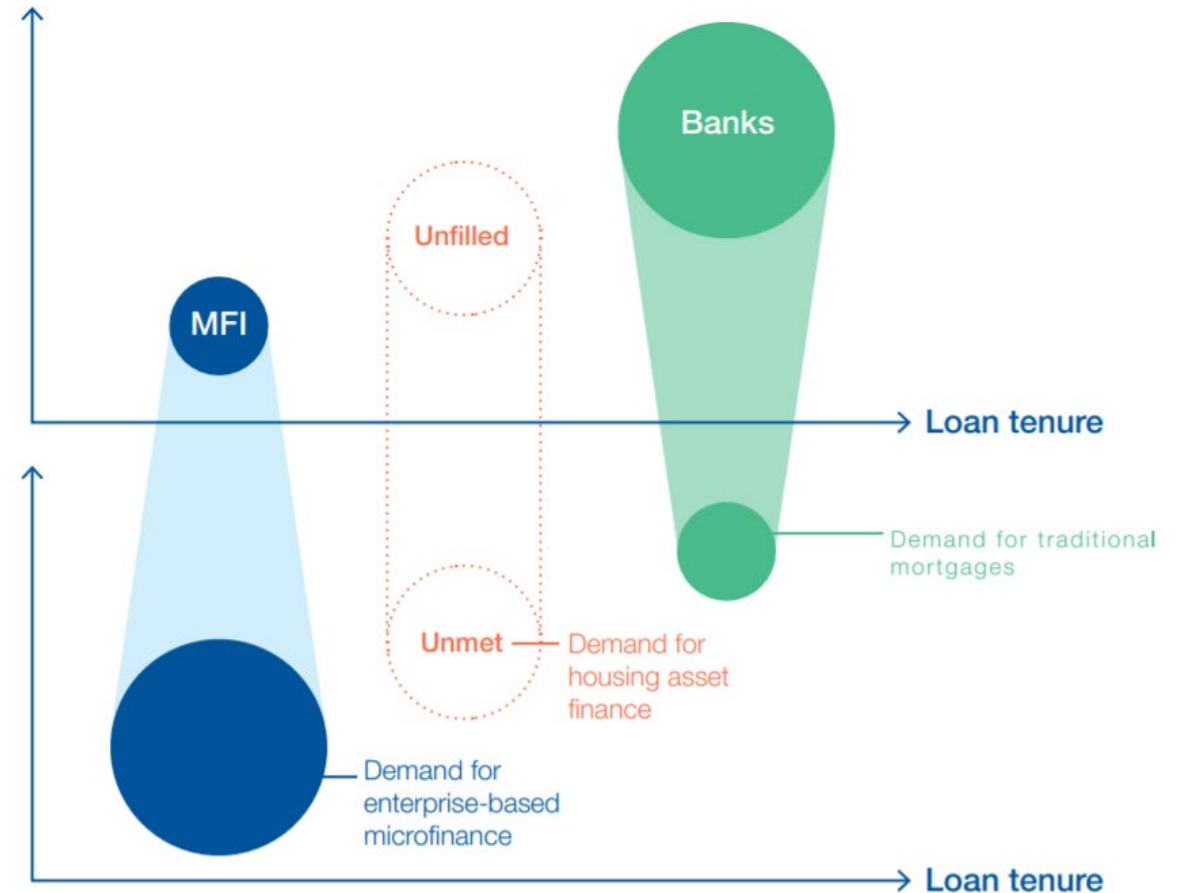 Banks
Unfilled
MFI
Loan tenure
Demand for traditional
mortgages
Unmet
Demand for
housing asset
finance
Demand for
enterprise-based
microfinance
Loan tenure